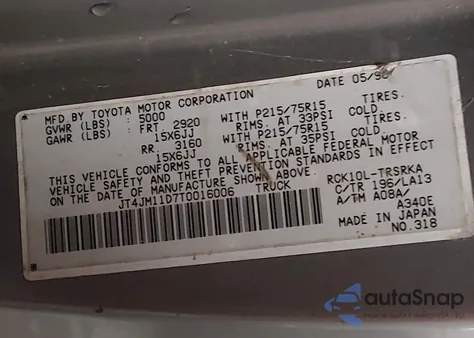 DATE 05/96
MFD BY TOYOTA MOTOR CORPORATION
GVWR (LBS) : 5000
GAWR (LBS) : FRT 2920 WITH P215/75R15 TIRES.
15X6JJ RIMS. AT 33PSI
RR. 3160 WITH P215/75R15 TIRES.
15X6JJ RIMS. AT 35PSI COLD.
THIS VEHICLE CONFORMS TO ALL APPLICABLE FEDERAL MOTOR
VEHICLE SAFETY AND THEFT PREVENTION STANDARDS IN EFFECT
ON THE DATE OF MANUFACTURE SHOWN ABOVE.
JT4JM11D7T0016006 TRUCK
RCK10L-TRSRKA
C/TR 196/LA13
A/TM A08A/
A340E
MADE IN JAPAN
NO.318
autoSnap